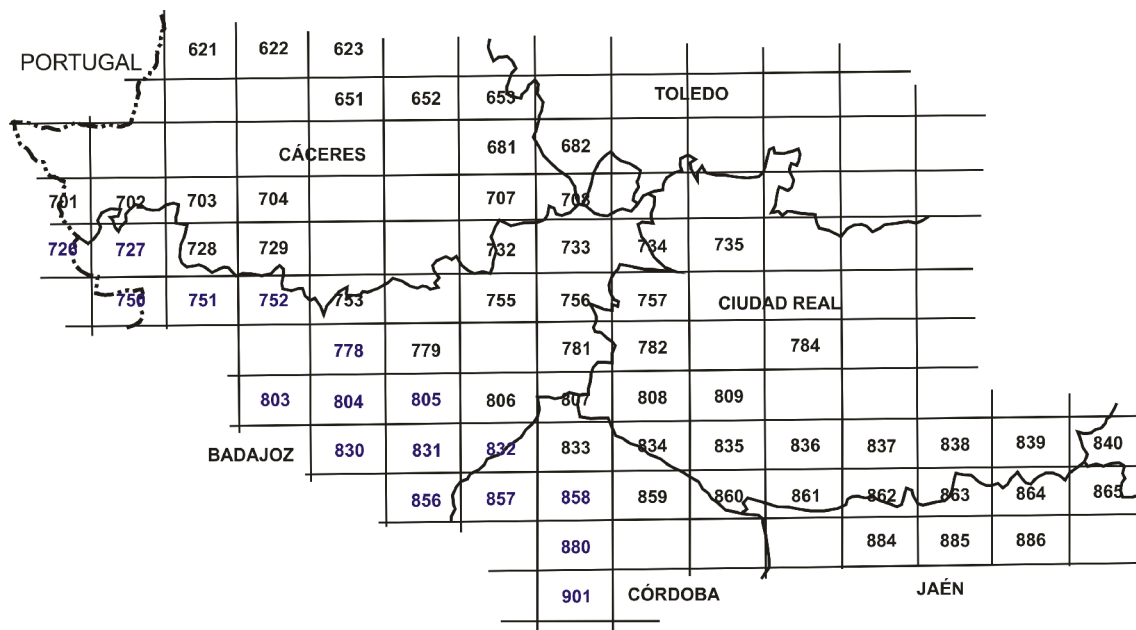 621 622 623
PORTUGAL
651 652 653 TOLEDO
681 682
CÁCERES
701 702 703 704 707 708
726 727 728 729 732 733 734 735
750 751 752 753 755 756 757 CIUDAD REAL
778 779 781 782 784
803 804 805 806 807 808 809
BADAJOZ 830 831 832 833 834 835 836 837 838 839 840
856 857 858 859 860 861 862 863 864 865
880 884 885 886
901 CÓRDOBA JAÉN